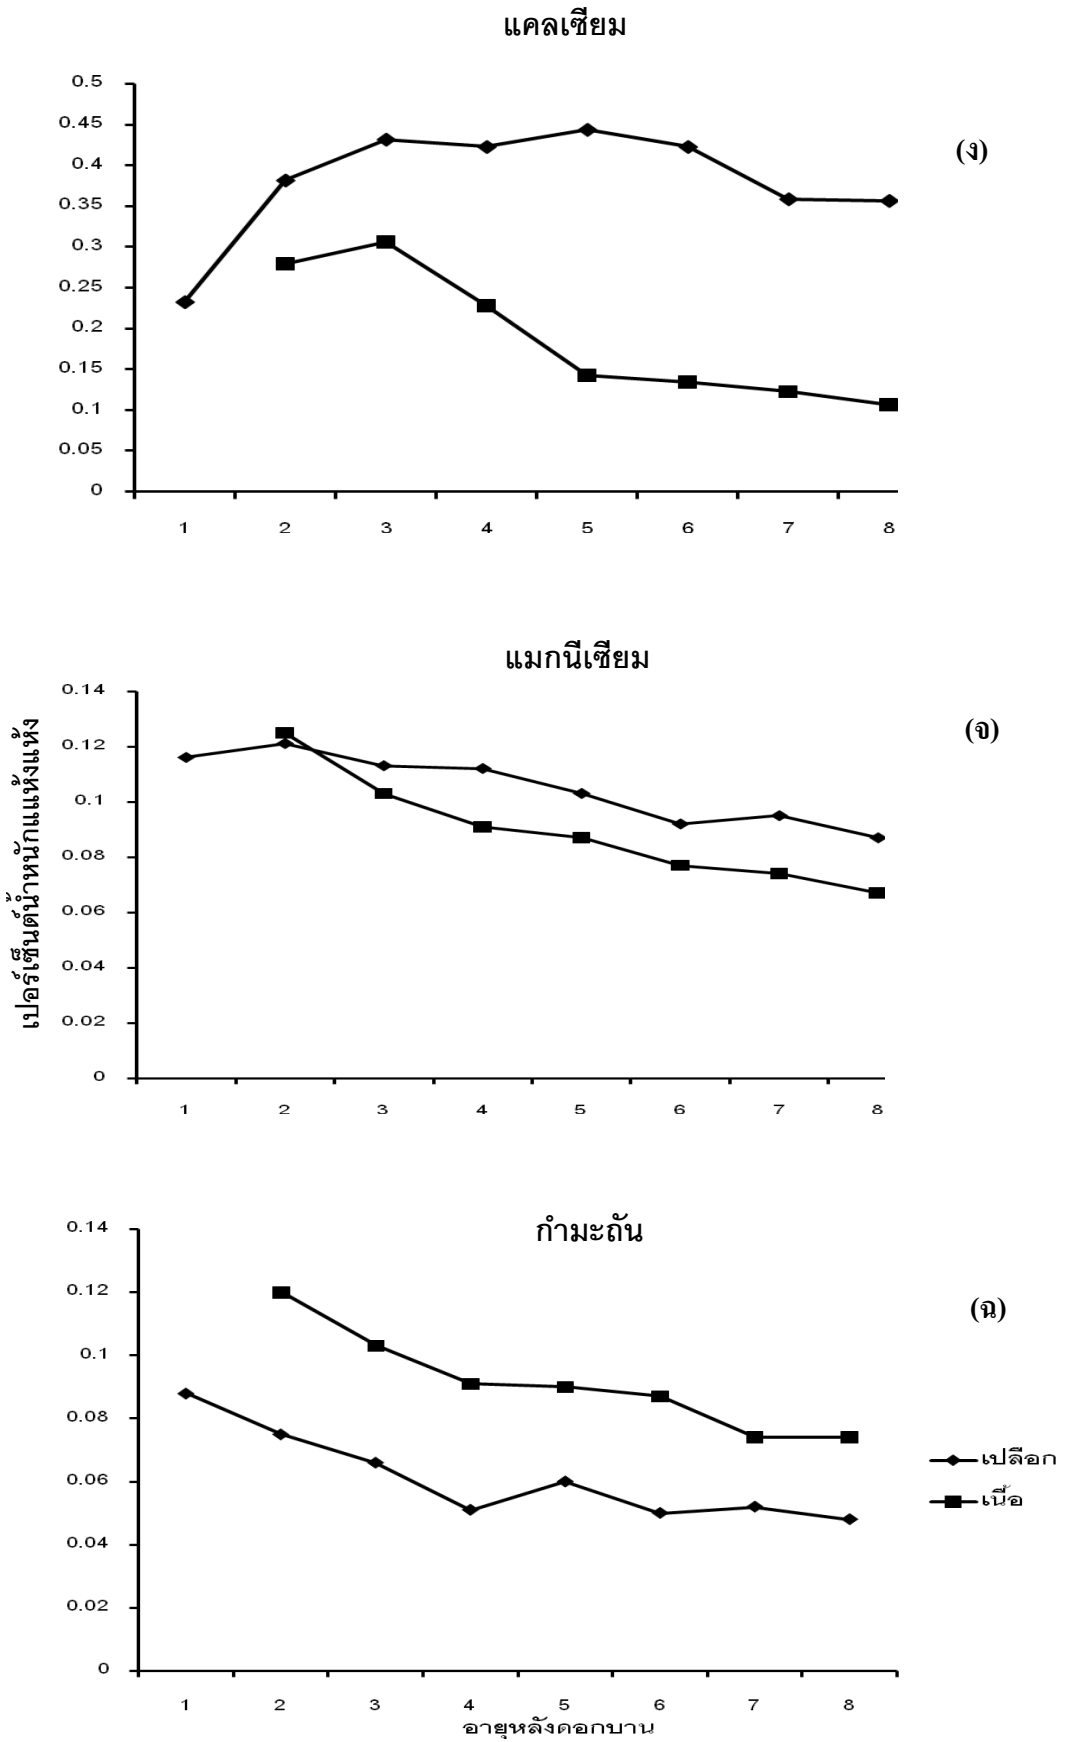 แคลเซียม
0.5
0.45
(ง)
0.4
0.35
0.3
0.25
0.2
0.15
0.1
0.05
0
1 2 3 4 5 6 7 8
แมกนีเซียม
0.14
(จ)
0.12
0.1
0.08
0.06
0.04
0.02
0
1 2 3 4 5 6 7 8
เปอร์เซ็นต์น้ำหนักแแห้งแห้ง
กำมะถัน
0.14
0.12
(ฉ)
0.1
0.08
เปลือก
0.06
เนื้อ
0.04
0.02
0
1 2 3 4 5 6 7 8
อายุหลังดอกบาน